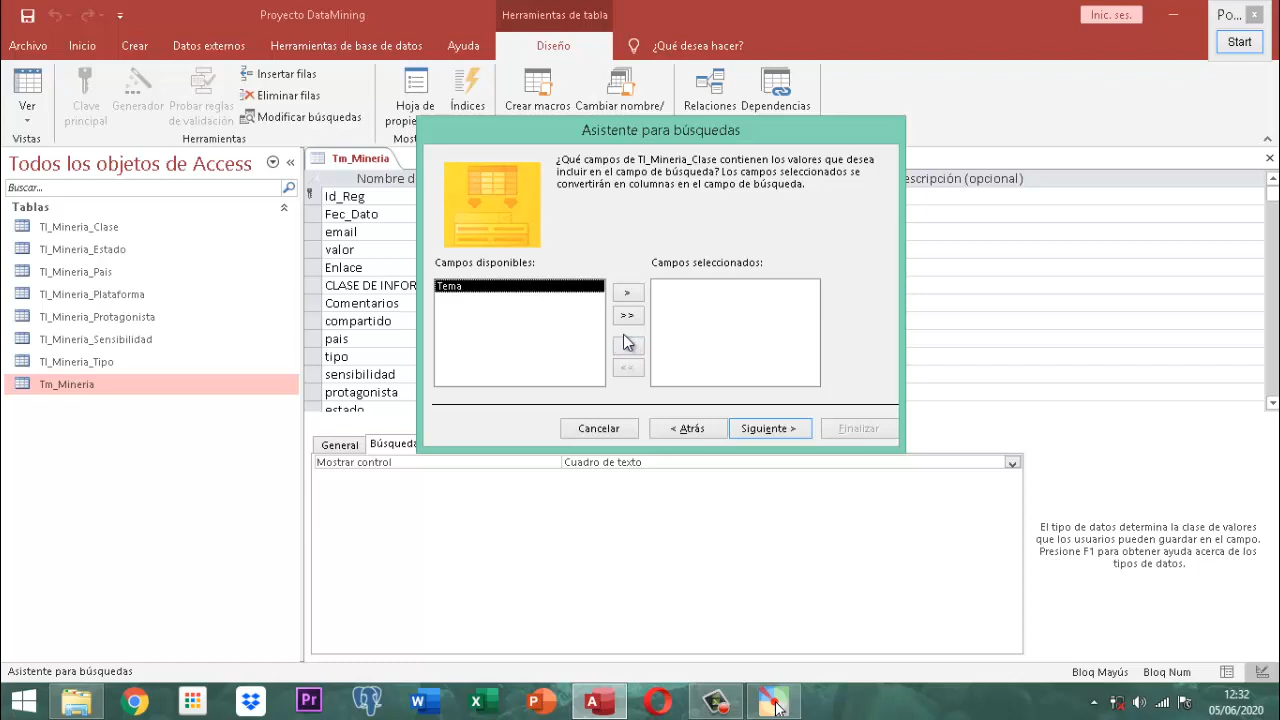 Proyecto DataMining
Herramientas de tabla
Inic. ses.
Po...
Archivo
Inicio
Crear
Datos externos
Herramientas de base de datos
Ayuda
Diseño
¿Qué desea hacer?
Start
Ver
Clave principal
Generador
Probar reglas de validación
Insertar filas
Eliminar filas
Modificar búsquedas
Hoja de
propie
Índices
Crear macros
Cambiar nombre/
Relaciones
Dependencias
Vistas
Herramientas
Most
Asistente para búsquedas
Todos los objetos de Access
Buscar...
Tablas
Tl_Mineria_Clase
Tl_Mineria_Estado
Tl_Mineria_Pais
Tl_Mineria_Plataforma
Tl_Mineria_Protagonista
Tl_Mineria_Sensibilidad
Tl_Mineria_Tipo
Tm_Mineria
Tm_Mineria
Nombre d
escripción (opcional)
Id_Reg
Fec_Dato
email
valor
Enlace
CLASE DE INFOR
Comentarios
compartido
pais
tipo
sensibilidad
protagonista
estado
¿Qué campos de Tl_Mineria_Clase contienen los valores que desea
incluir en el campo de búsqueda? Los campos seleccionados se
convertirán en columnas en el campo de búsqueda.
Campos disponibles:
Campos seleccionados:
Tema
>
>>
<<
Cancelar
< Atrás
Siguiente >
Finalizar
General
Búsqueda
Mostrar control
Cuadro de texto
El tipo de datos determina la clase de valores
que los usuarios pueden guardar en el campo.
Presione F1 para obtener ayuda acerca de los
tipos de datos.
Asistente para búsquedas
Bloq Mayús
Bloq Num
Pr
12:32
05/06/2020